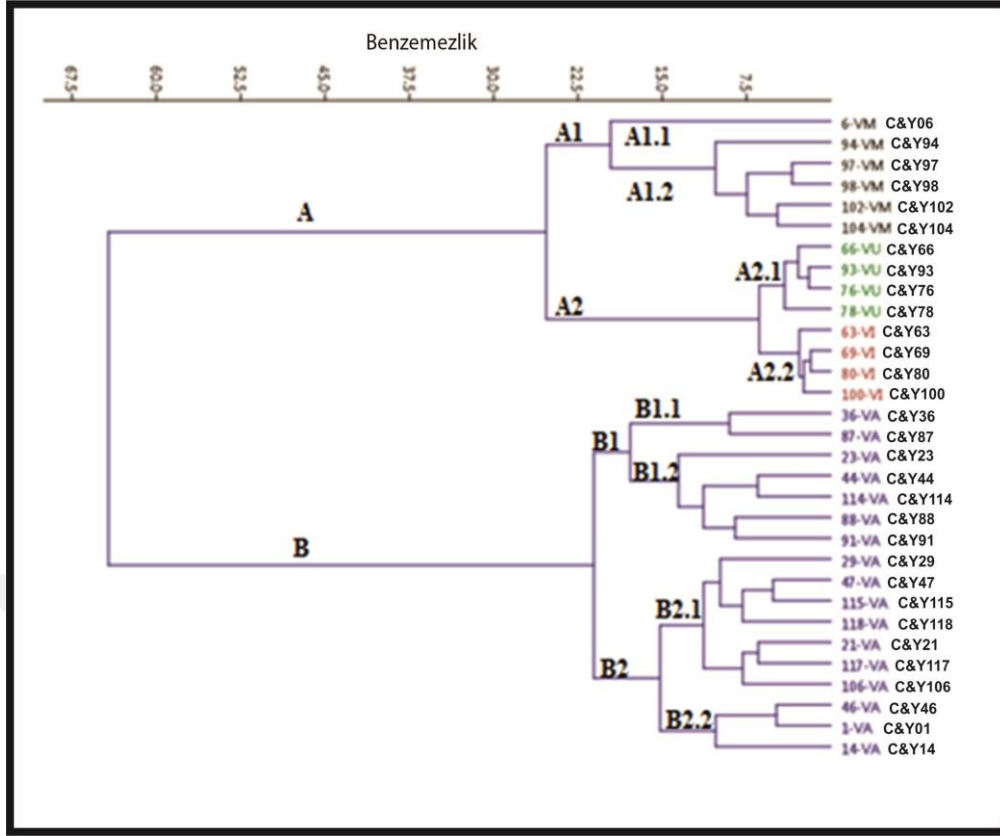 Benzemezlik
67.5 60.0 52.5 45.0 37.5 30.0 22.5 15.0 7.5
6-VM C&Y06
A1 A1.1
94-VM C&Y94
97-VM C&Y97
98-VM C&Y98
A1.2
102-VM C&Y102
A
104-VM C&Y104
66-VU C&Y66
A2.1
93-VU C&Y93
76-VU C&Y76
A2
78-VU C&Y78
63-VI C&Y63
69-VI C&Y69
A2.2
80-VI C&Y80
100-VI C&Y100
B1.1
36-VA C&Y36
B1
87-VA C&Y87
23-VA C&Y23
B1.2
44-VA C&Y44
114-VA C&Y114
88-VA C&Y88
91-VA C&Y91
B
29-VA C&Y29
47-VA C&Y47
B2.1
115-VA C&Y115
118-VA C&Y118
21-VA C&Y21
B2
117-VA C&Y117
106-VA C&Y106
46-VA C&Y46
B2.2
1-VA C&Y01
14-VA C&Y14